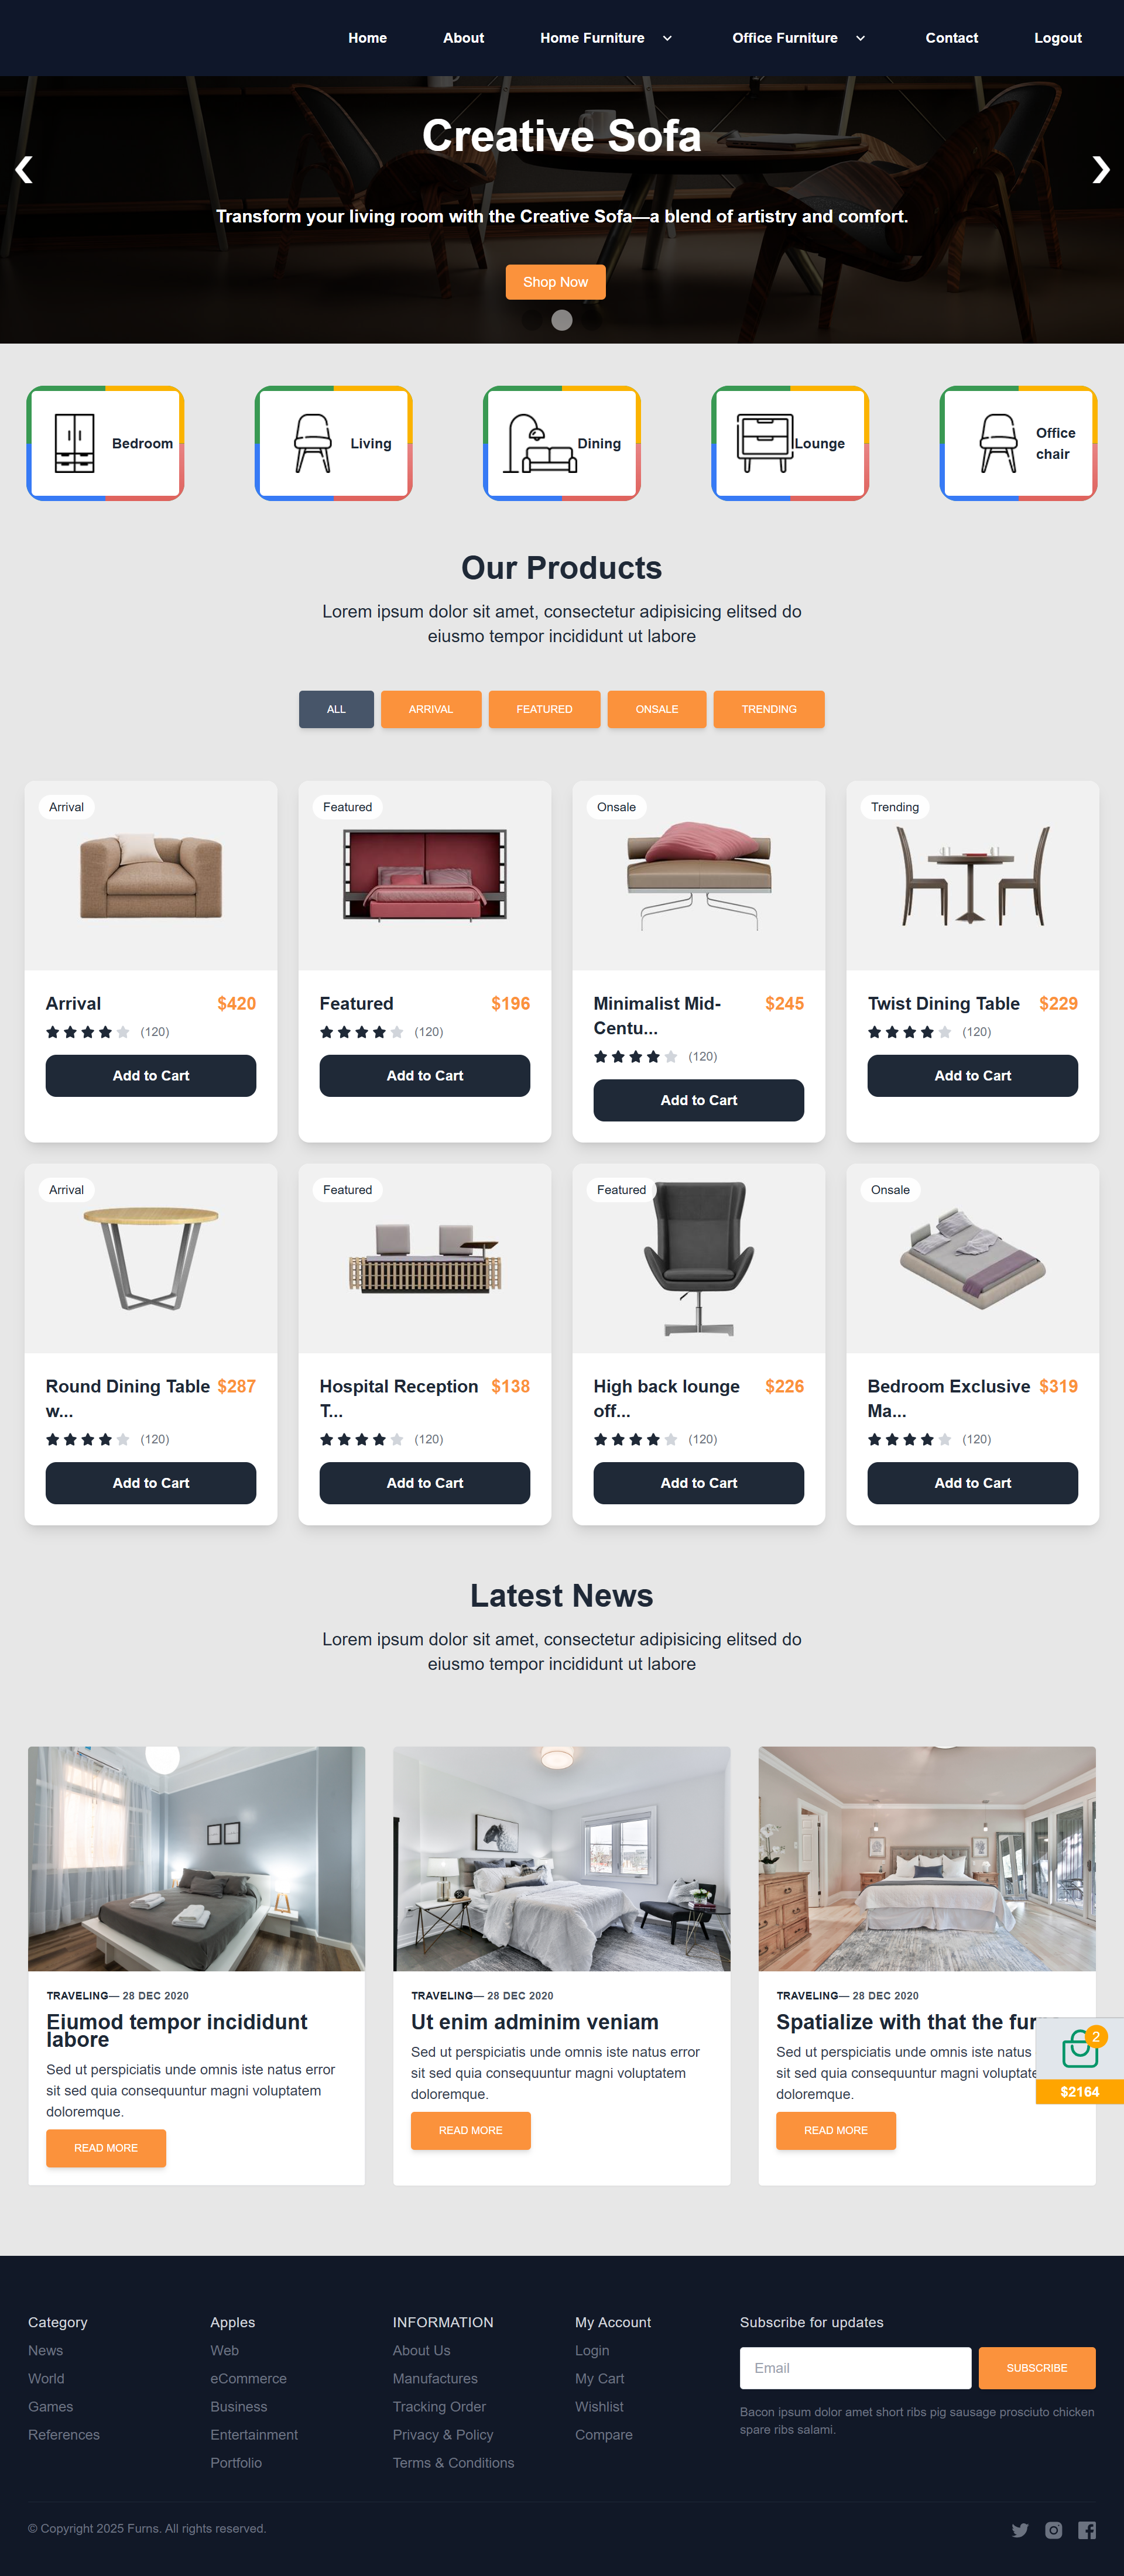 Home About Home Furniture Office Furniture Contact Logout
Creative Sofa
Transform your living room with the Creative Sofa—a blend of artistry and comfort.
Shop Now
Bedroom
Living
Dining
Lounge
Office
chair
Our Products
Lorem ipsum dolor sit amet, consectetur adipisicing elitsed do
eiusmo tempor incididunt ut labore
ALL ARRIVAL FEATURED ONSALE TRENDING
Arrival
Arrival $420
(120)
Add to Cart
Featured
Featured $196
(120)
Add to Cart
Onsale
Minimalist Mid- $245
Centu...
(120)
Add to Cart
Trending
Twist Dining Table $229
(120)
Add to Cart
Arrival
Round Dining Table $287
w...
(120)
Add to Cart
Featured
Hospital Reception $138
T...
(120)
Add to Cart
Featured
High back lounge $226
off...
(120)
Add to Cart
Onsale
Bedroom Exclusive $319
Ma...
(120)
Add to Cart
Latest News
Lorem ipsum dolor sit amet, consectetur adipisicing elitsed do
eiusmo tempor incididunt ut labore
TRAVELING— 28 DEC 2020
Eiumod tempor incididunt
labore
Sed ut perspiciatis unde omnis iste natus error
sit sed quia consequuntur magni voluptatem
doloremque.
READ MORE
TRAVELING— 28 DEC 2020
Ut enim adminim veniam
Sed ut perspiciatis unde omnis iste natus error
sit sed quia consequuntur magni voluptatem
doloremque.
READ MORE
TRAVELING— 28 DEC 2020
Spatialize with that the
Sed ut perspiciatis unde omnis iste natus
sit sed quia consequuntur magni
doloremque.
READ MORE
2
$2164
Category
News
World
Games
References
Apples
Web
eCommerce
Business
Entertainment
Portfolio
INFORMATION
About Us
Manufactures
Tracking Order
Privacy & Policy
Terms & Conditions
My Account
Login
My Cart
Wishlist
Compare
Subscribe for updates
Email SUBSCRIBE
Bacon ipsum dolor amet short ribs pig sausage prosciuto chicken
spare ribs salami.
© Copyright 2025 Furns. All rights reserved.